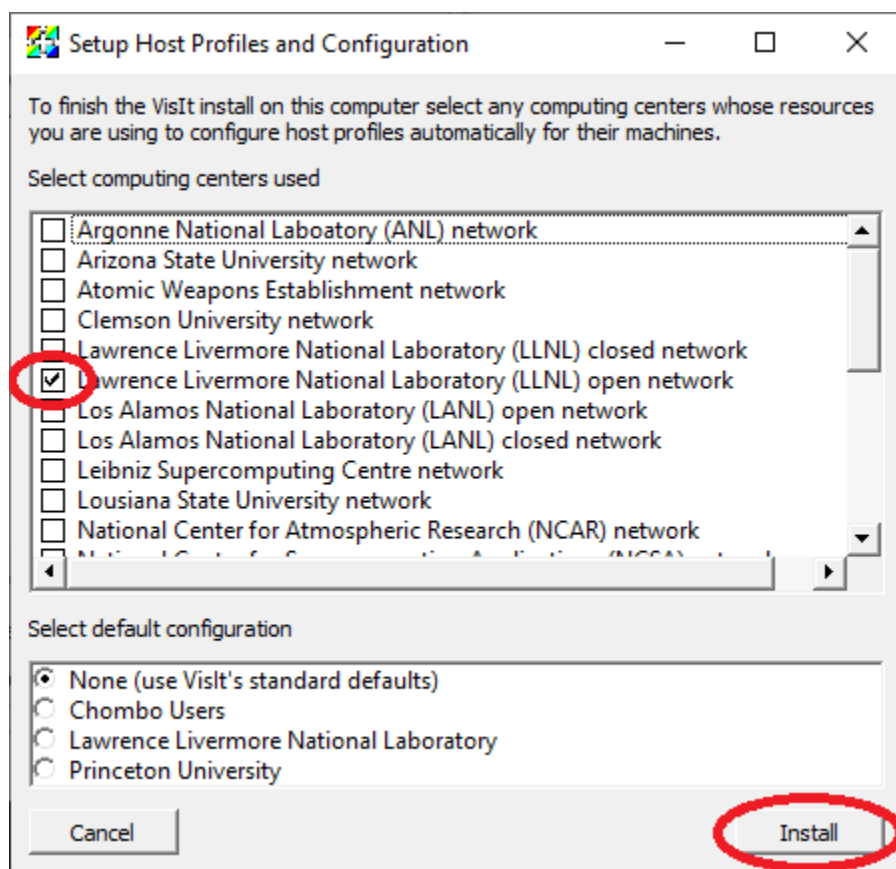 Setup Host Profiles and Configuration
To finish the VisIt install on this computer select any computing centers whose resources
you are using to configure host profiles automatically for their machines.
Select computing centers used
Argonne National Laboatory (ANL) network
Arizona State University network
Atomic Weapons Establishment network
Clemson University network
Lawrence Livermore National Laboratory (LLNL) closed network
Lawrence Livermore National Laboratory (LLNL) open network
Los Alamos National Laboratory (LANL) open network
Los Alamos National Laboratory (LANL) closed network
Leibniz Supercomputing Centre network
Lousiana State University network
National Center for Atmospheric Research (NCAR) network
Select default configuration
None (use VisIt's standard defaults)
Chombo Users
Lawrence Livermore National Laboratory
Princeton University
Cancel
Install